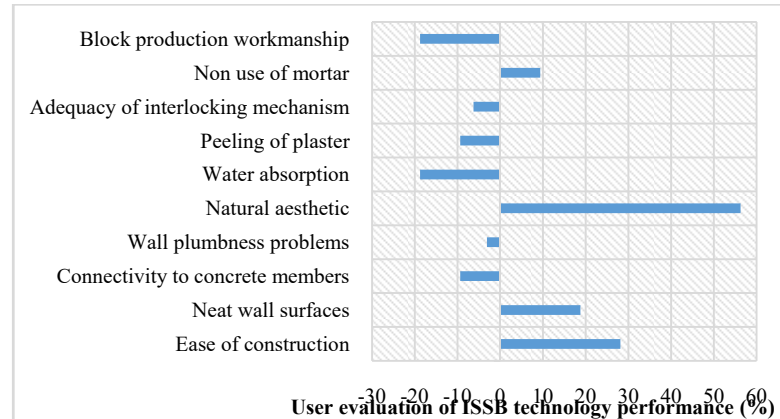 Block production workmanship
Non use of mortar
Adequacy of interlocking mechanism
Peeling of plaster
Water absorption
Natural aesthetic
Wall plumbness problems
Connectivity to concrete members
Neat wall surfaces
Ease of construction
-30 -20 -10 0 10 20 30 40 50 60
User evaluation of ISSB technology performance (%)